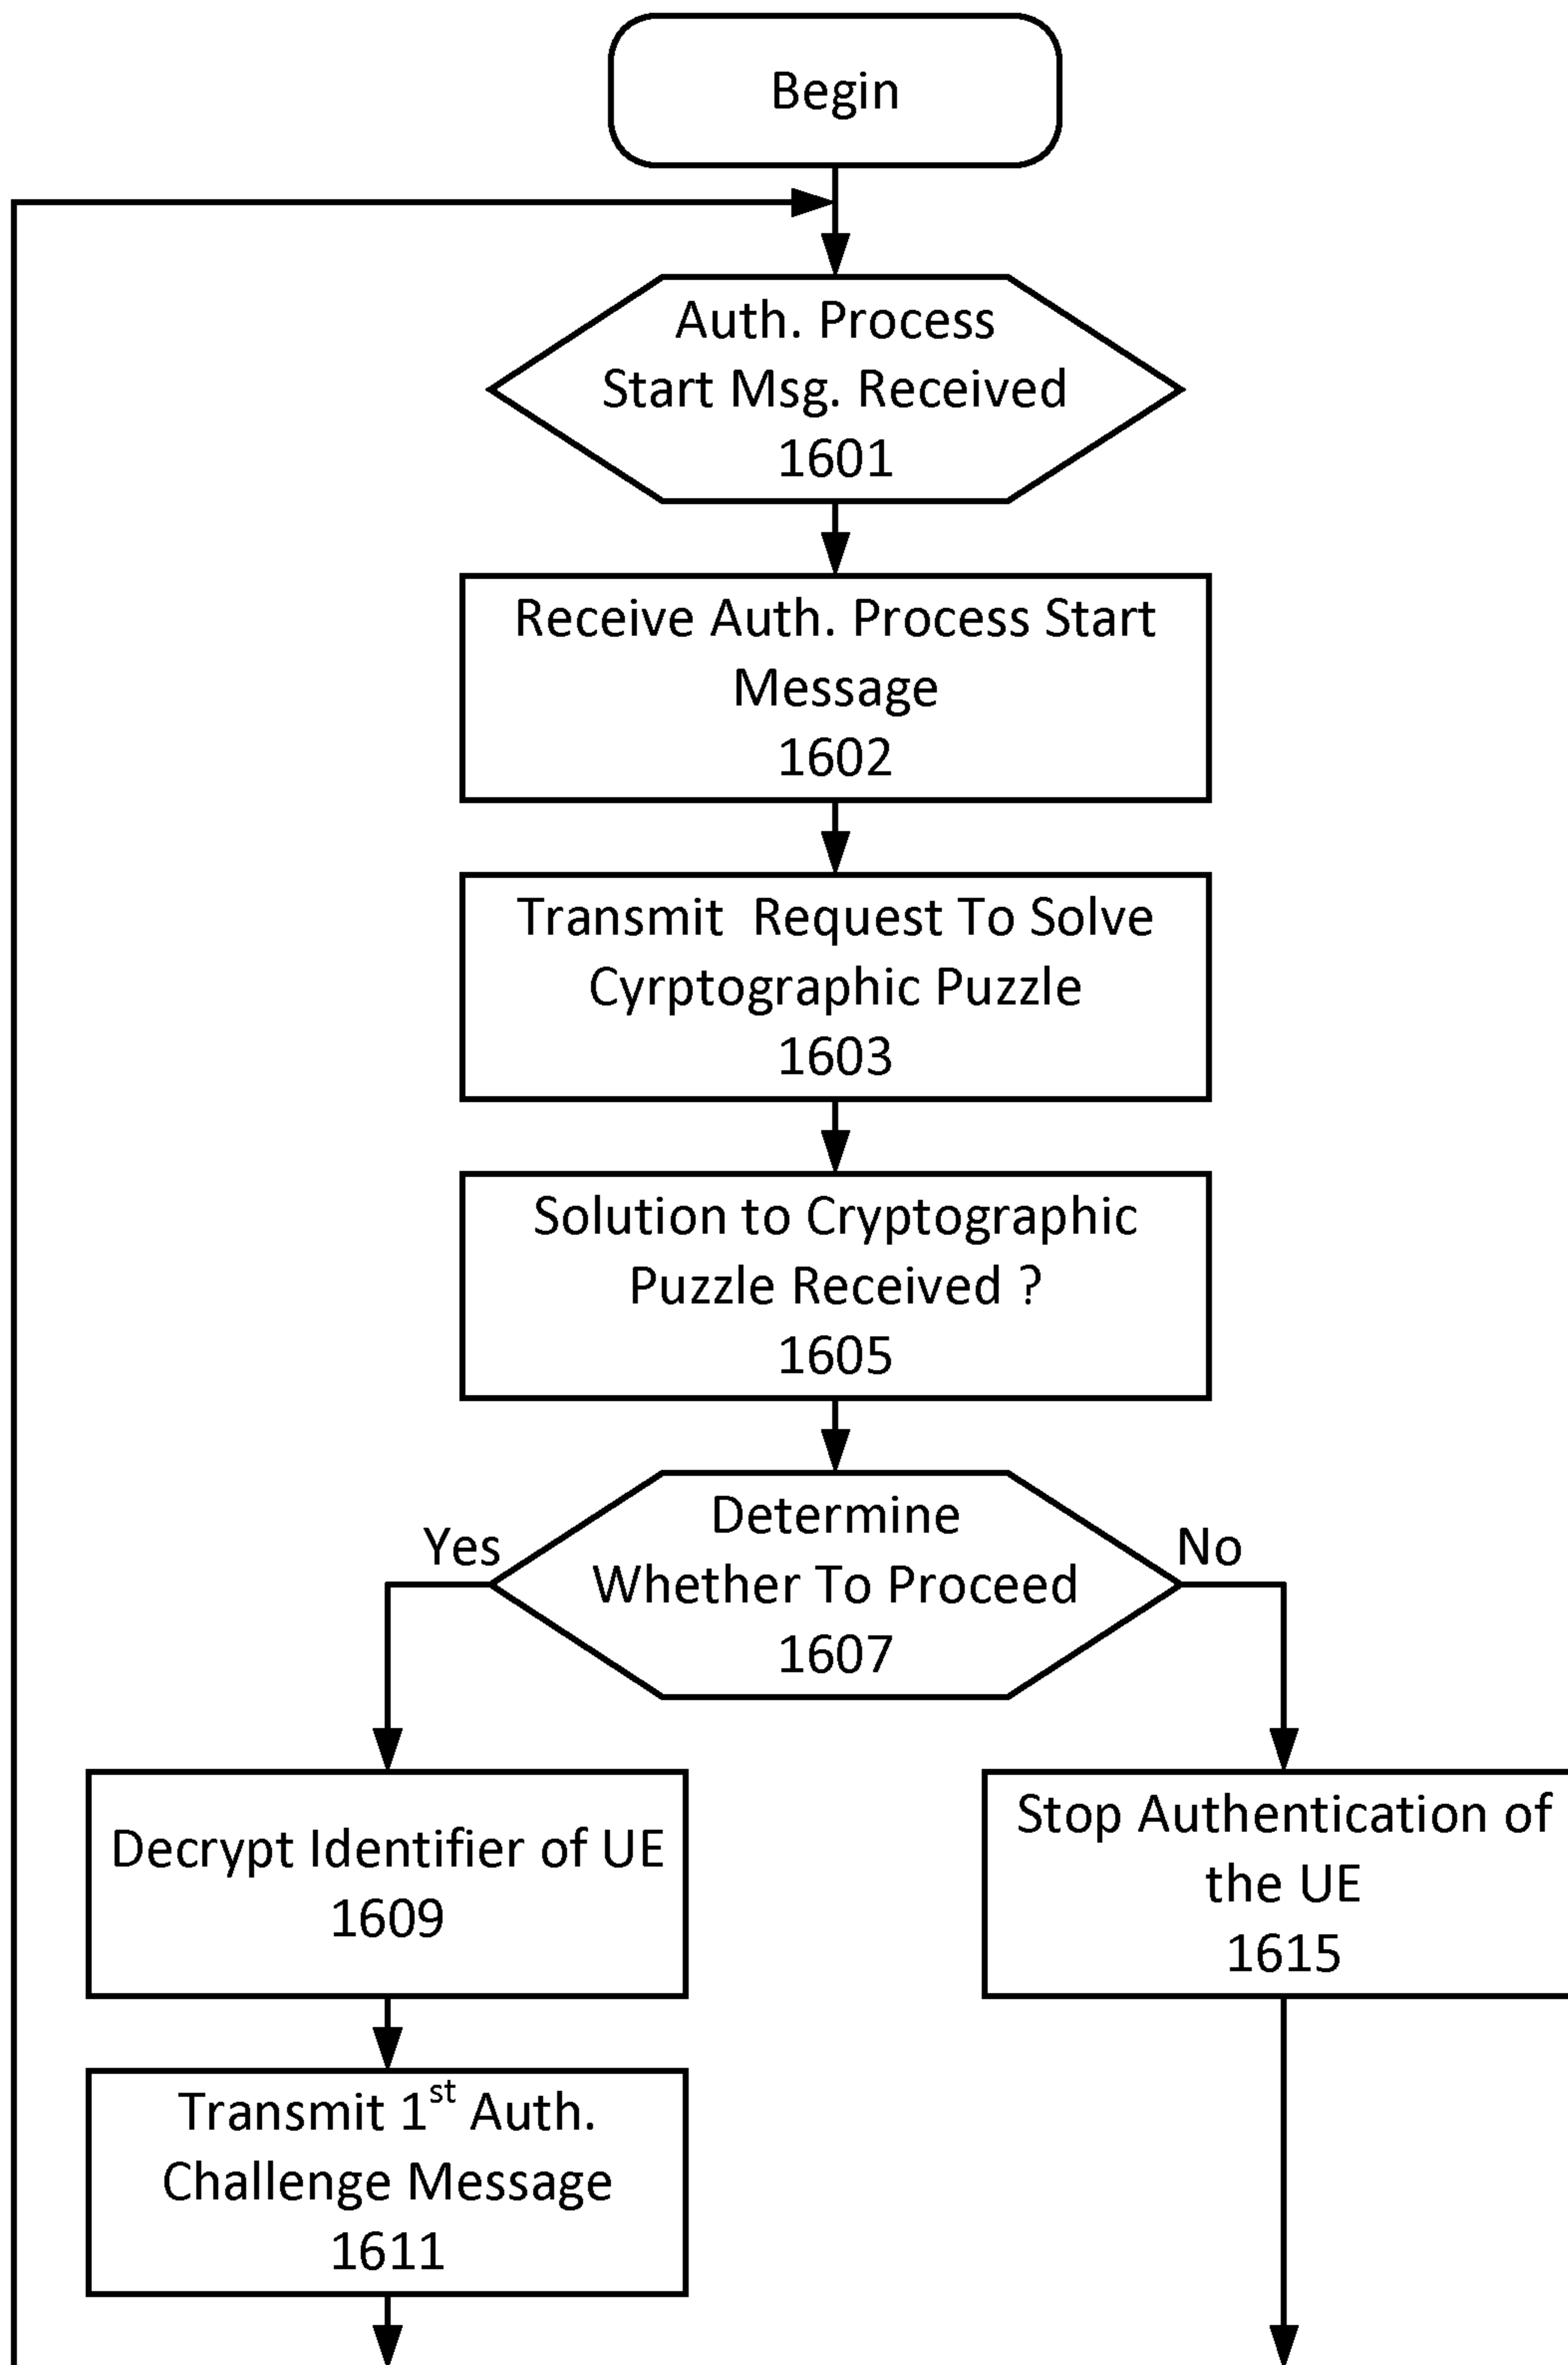 Begin
Auth. Process
Start Msg. Received
1601
Receive Auth. Process Start
Message
1602
Transmit Request To Solve
Cyrptographic Puzzle
1603
Solution to Cryptographic
Puzzle Received ?
1605
Determine
Whether To Proceed
1607
Yes
No
Decrypt Identifier of UE
1609
Stop Authentication of
the UE
1615
Transmit 1st Auth.
Challenge Message
1611